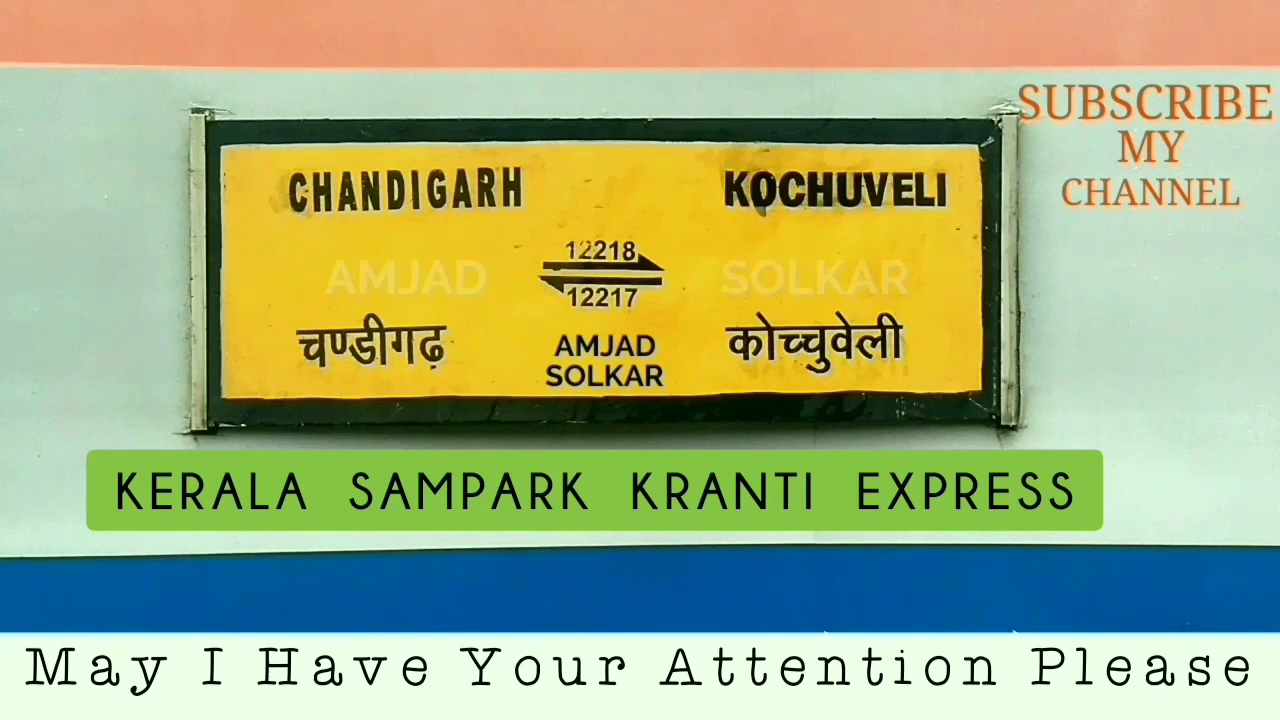 SUBSCRIBE
MY
CHANNEL
CHANDIGARH KOCHUVELI
12218
AMJAD SOLKAR
12217
चण्डीगढ़ कोच्चुवेली
AMJAD
SOLKAR
KERALA SAMPARK KRANTI EXPRESS
May I Have Your Attention Please